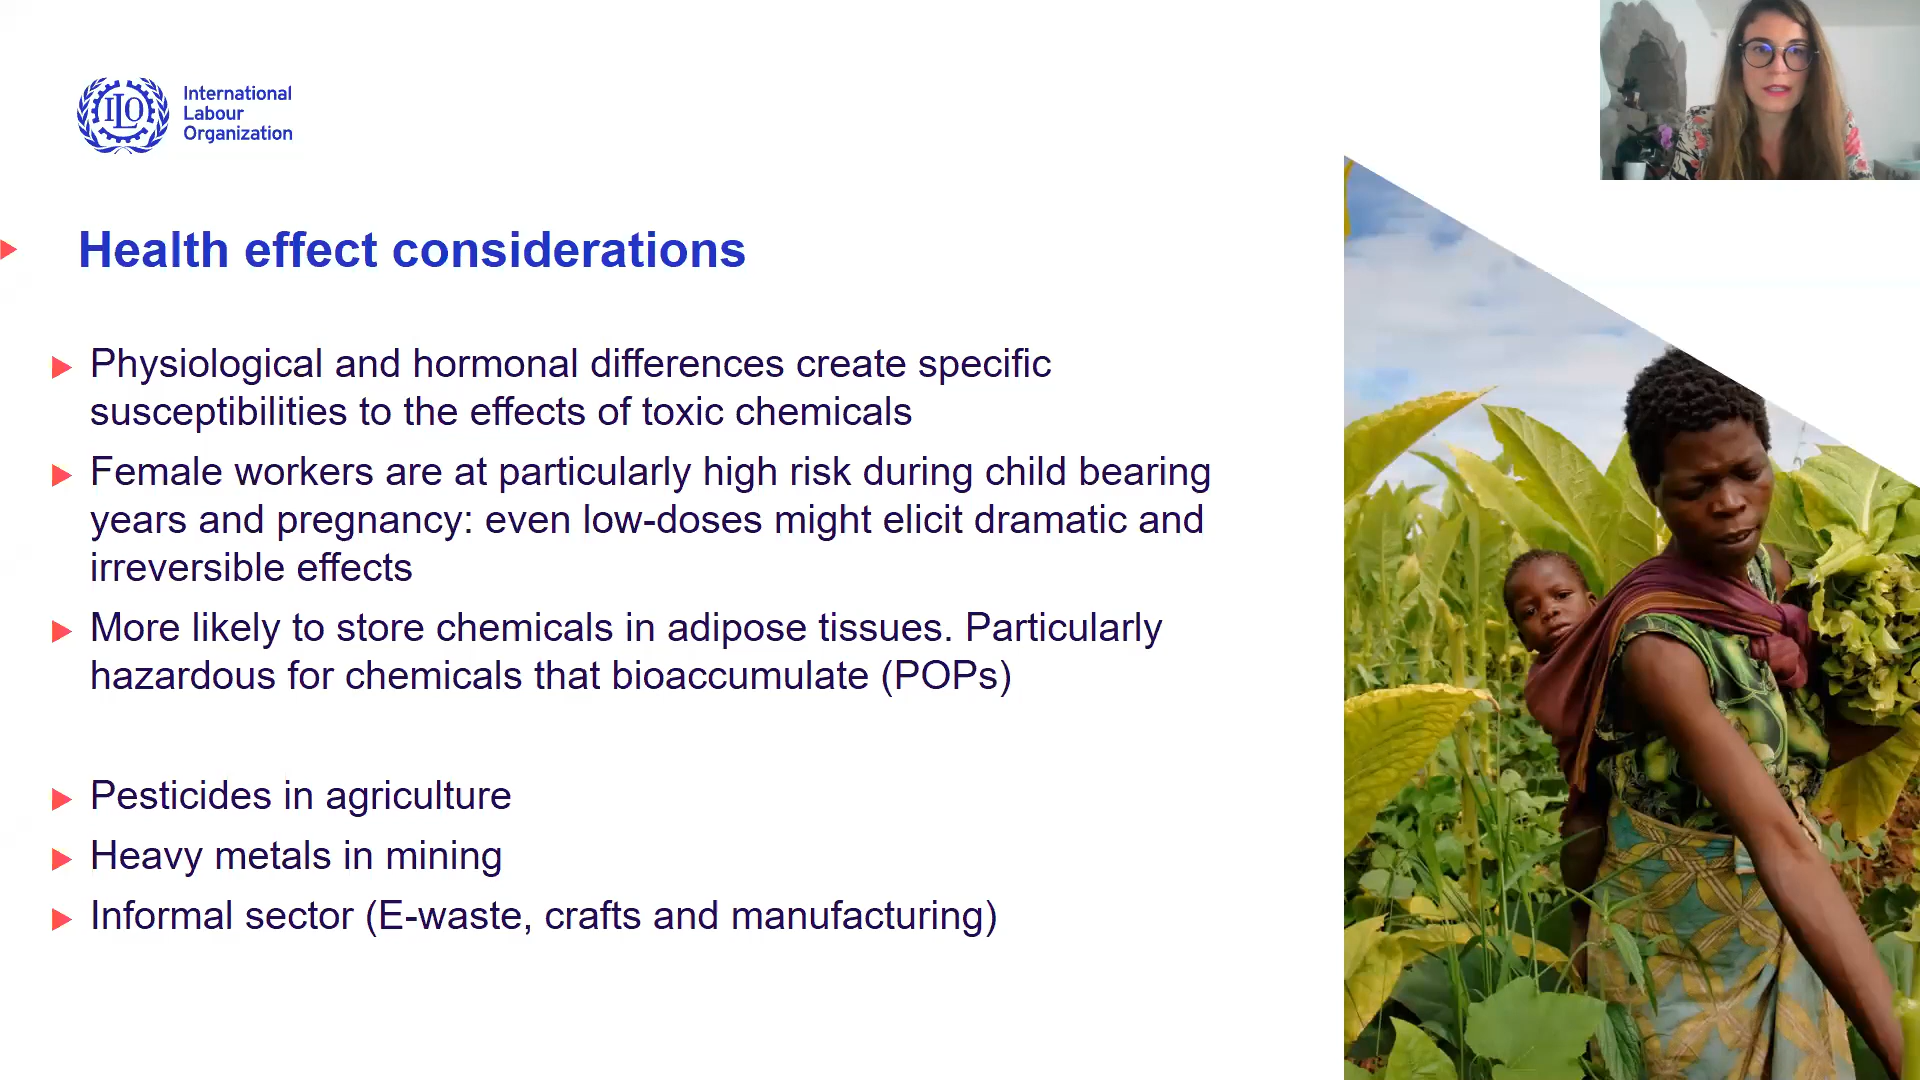 ILO
International
Labour
Organization
Health effect considerations
Physiological and hormonal differences create specific
susceptibilities to the effects of toxic chemicals
Female workers are at particularly high risk during child bearing
years and pregnancy: even low-doses might elicit dramatic and
irreversible effects
More likely to store chemicals in adipose tissues. Particularly
hazardous for chemicals that bioaccumulate (POPs)
Pesticides in agriculture
Heavy metals in mining
Informal sector (E-waste, crafts and manufacturing)